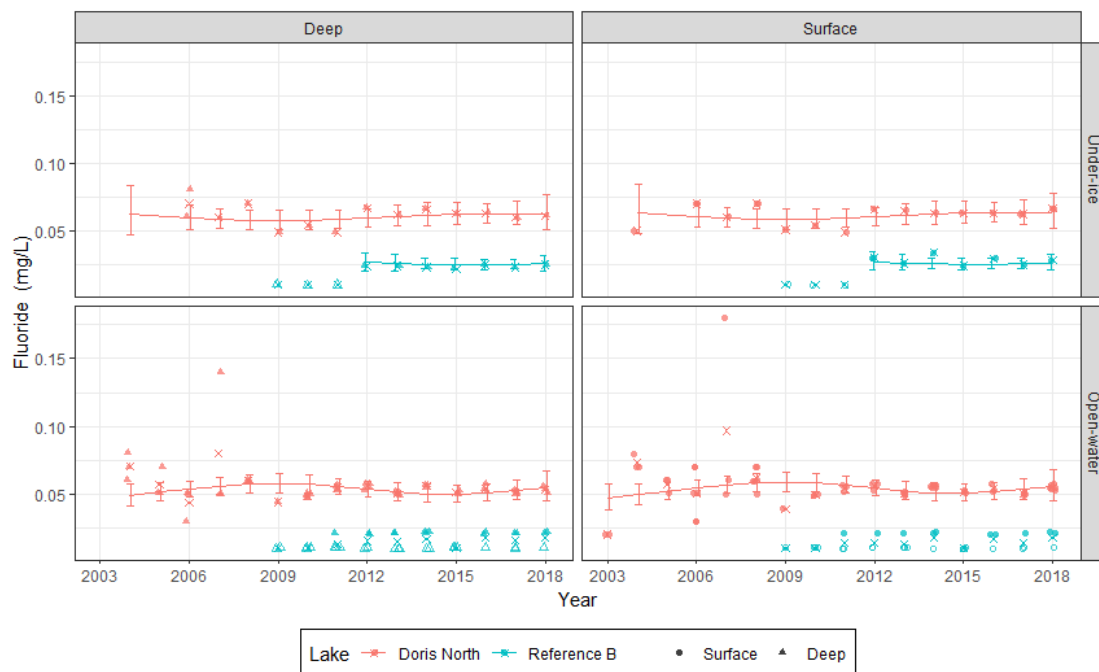 Deep
Surface
0.15
0.10
0.05
Under-ice
Fluoride (mg/L)
0.15
0.10
0.05
Open-water
2003
2006
2009
2012
2015
2018
2003
2006
2009
2012
2015
2018
Year
Lake Doris North Reference B Surface Deep